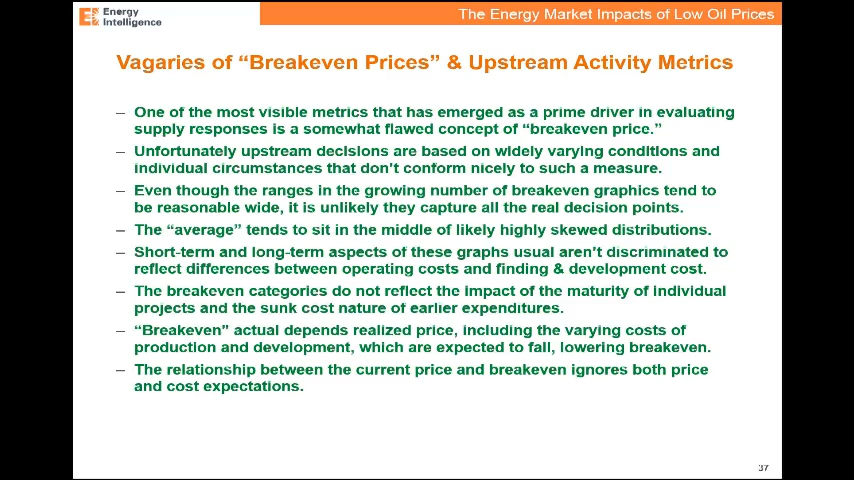 Energy
Intelligence
The Energy Market Impacts of Low Oil Prices
Vagaries of “Breakeven Prices” & Upstream Activity Metrics
– One of the most visible metrics that has emerged as a prime driver in evaluating
supply responses is a somewhat flawed concept of “breakeven price.”
– Unfortunately upstream decisions are based on widely varying conditions and
individual circumstances that don’t conform nicely to such a measure.
– Even though the ranges in the growing number of breakeven graphics tend to
be reasonable wide, it is unlikely they capture all the real decision points.
– The “average” tends to sit in the middle of likely highly skewed distributions.
– Short-term and long-term aspects of these graphs usual aren’t discriminated to
reflect differences between operating costs and finding & development cost.
– The breakeven categories do not reflect the impact of the maturity of individual
projects and the sunk cost nature of earlier expenditures.
– “Breakeven” actual depends realized price, including the varying costs of
production and development, which are expected to fall, lowering breakeven.
– The relationship between the current price and breakeven ignores both price
and cost expectations.
37